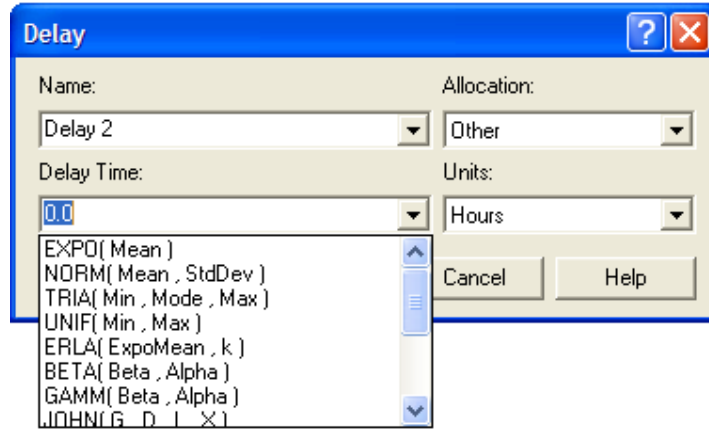 Delay
Name:
Allocation:
Delay 2
Other
Delay Time:
Units:
0.0
Hours
EXPO( Mean )
NORM( Mean , StdDev )
TRIA( Min , Mode , Max )
UNIF( Min , Max )
ERLA( ExpoMean , k )
BETA( Beta , Alpha )
GAMM( Beta , Alpha )
JOHN( G , D , L , X )
Cancel
Help